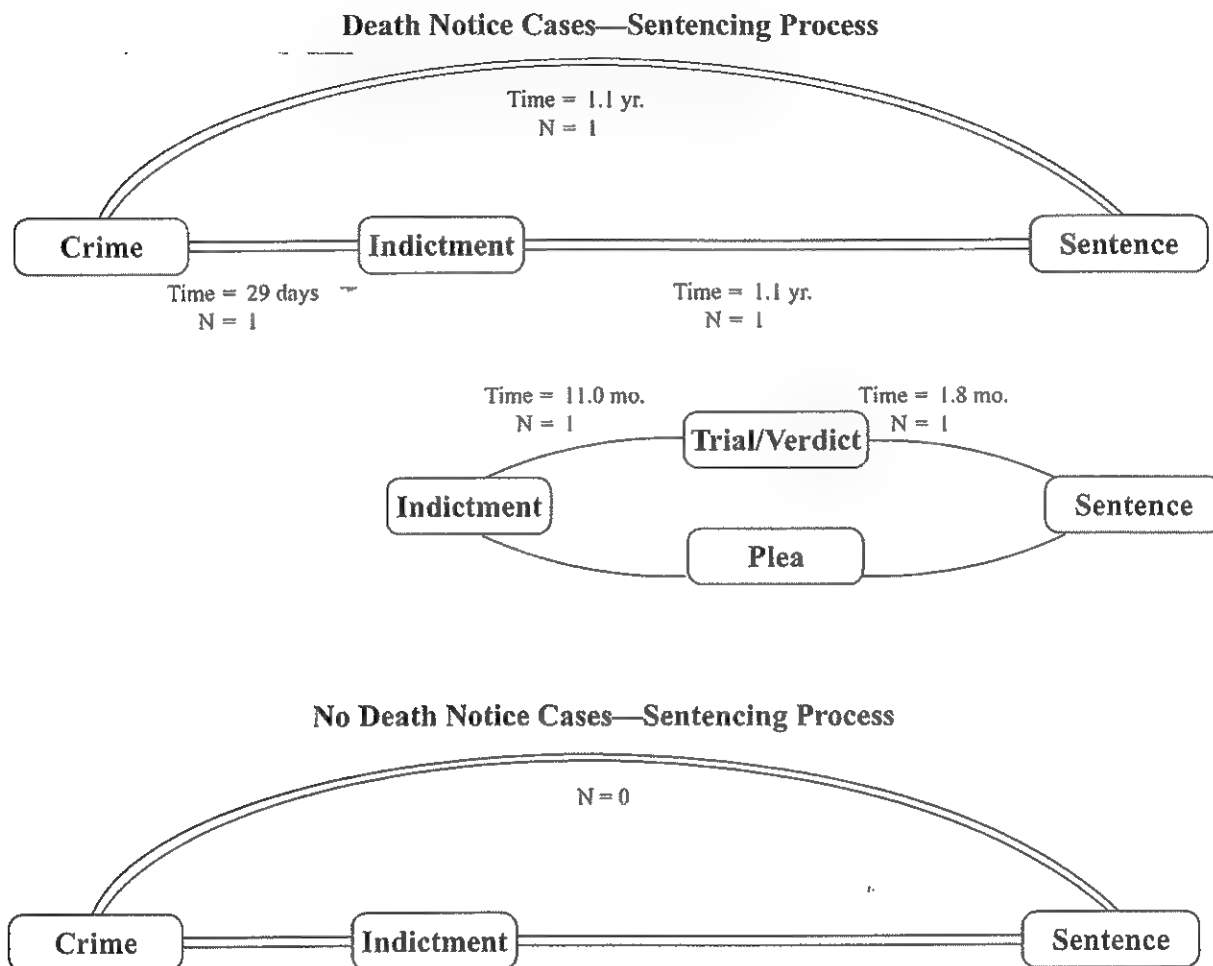 Death Notice Cases—Sentencing Process
Time = 1.1 yr.
N = 1
Crime
Indictment
Sentence
Time = 29 days
N = 1
Time = 1.1 yr.
N = 1
Time = 11.0 mo.
N = 1
Time = 1.8 mo.
N = 1
Trial/Verdict
Indictment
Sentence
Plea
No Death Notice Cases—Sentencing Process
N = 0
Crime
Indictment
Sentence